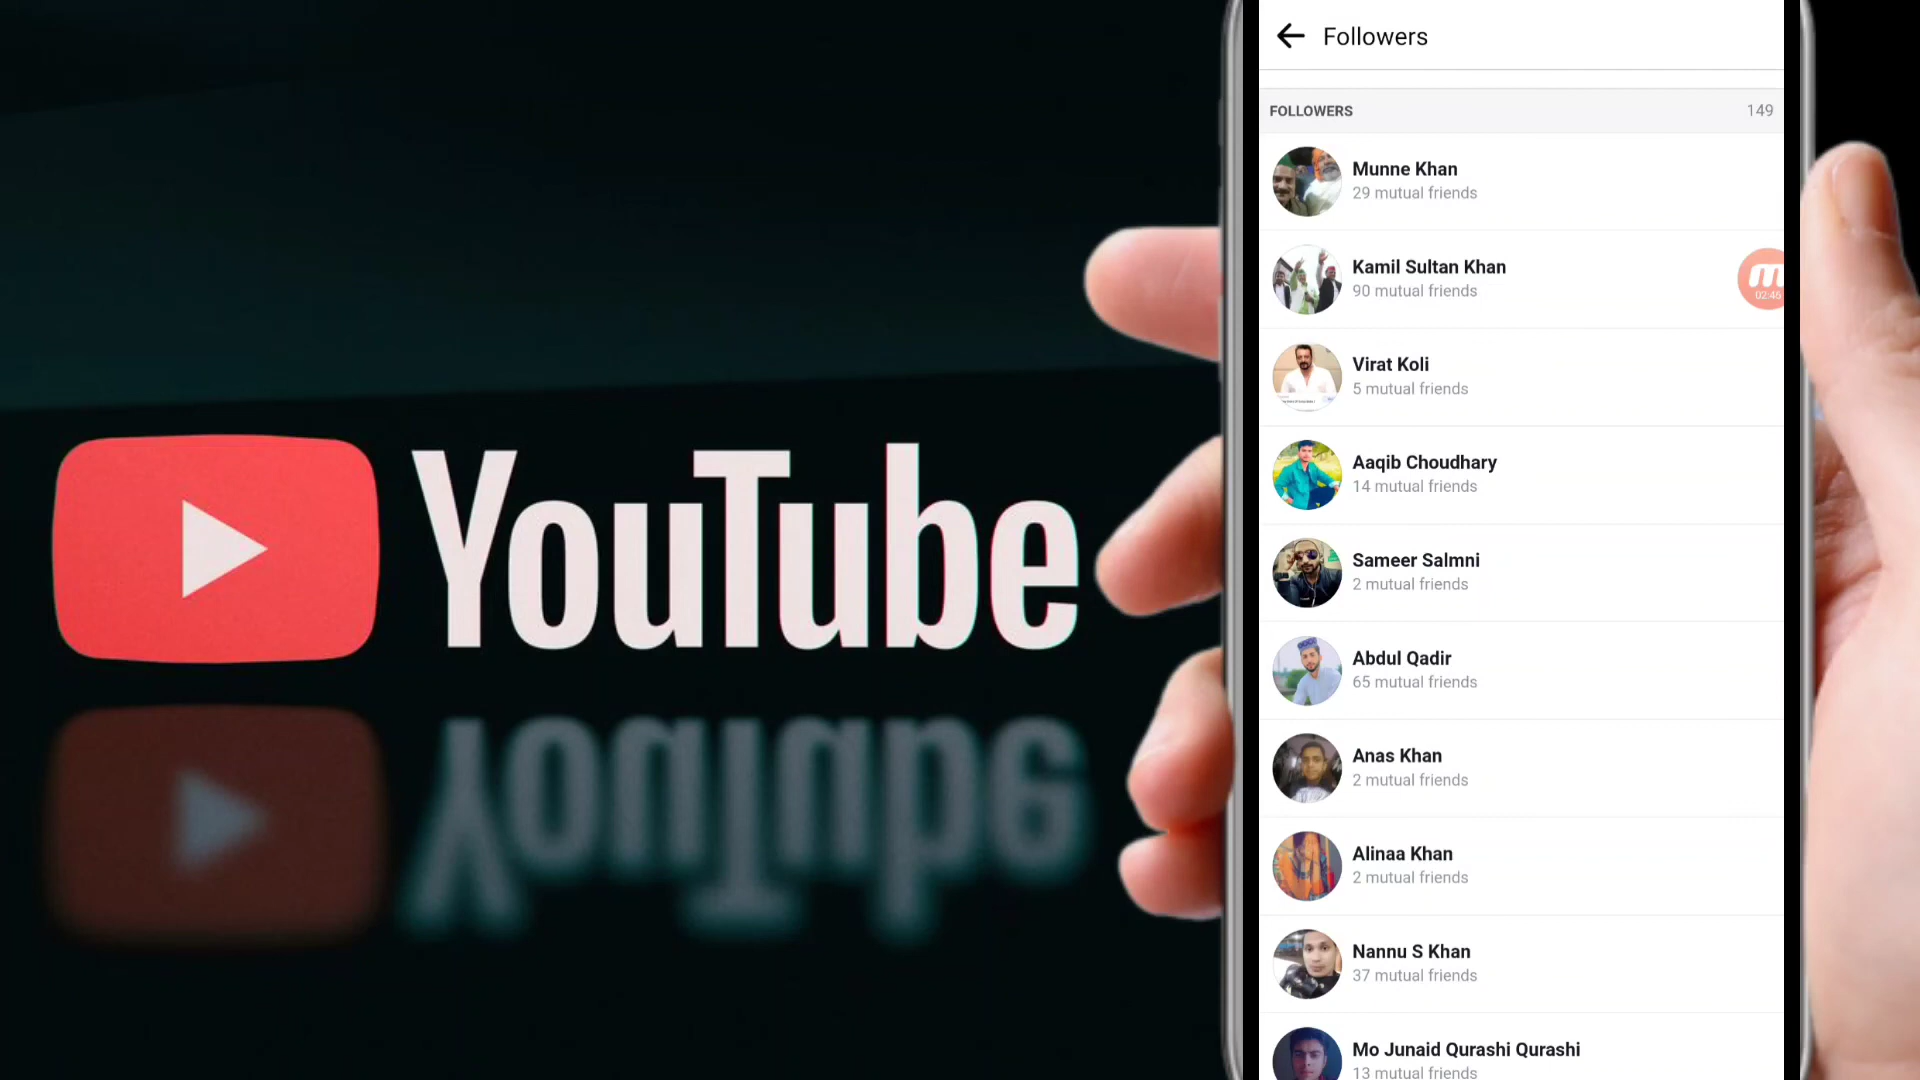 YouTube
Followers
FOLLOWERS 149
Munne Khan
29 mutual friends
Kamil Sultan Khan
90 mutual friends
02:46
Virat Koli
5 mutual friends
Aaqib Choudhary
14 mutual friends
Sameer Salmni
2 mutual friends
Abdul Qadir
65 mutual friends
Anas Khan
2 mutual friends
Alinaa Khan
2 mutual friends
Nannu S Khan
37 mutual friends
Mo Junaid Qurashi Qurashi
13 mutual friends